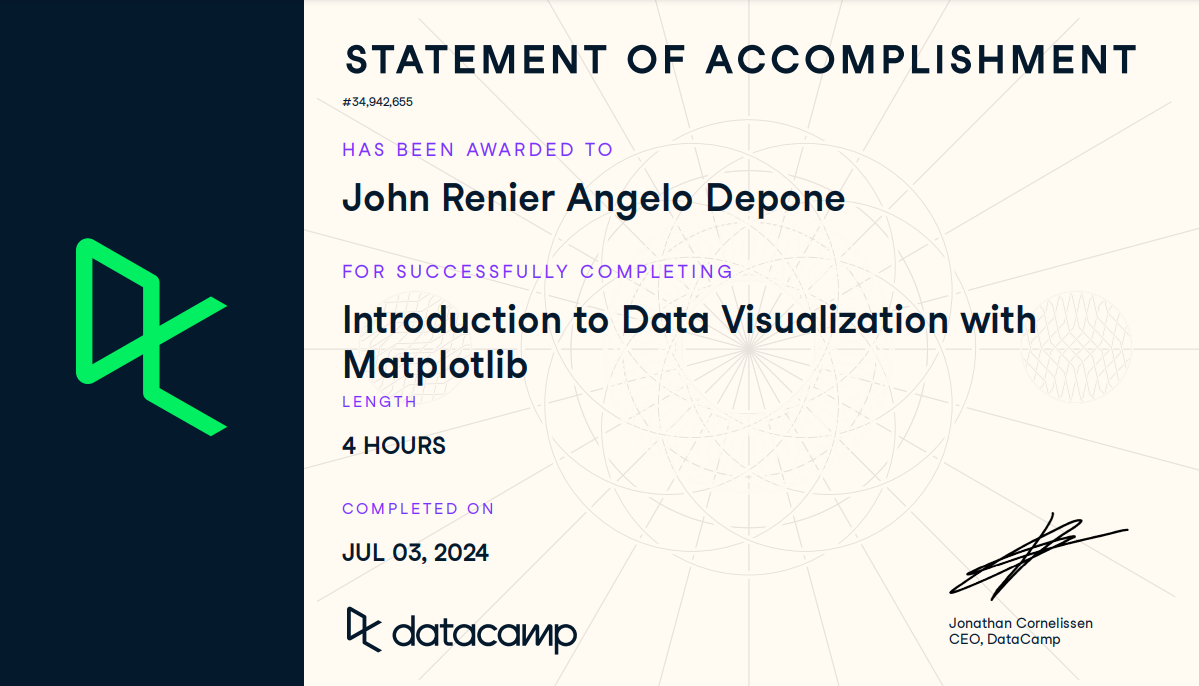 STATEMENT OF ACCOMPLISHMENT
#34,942,655
HAS BEEN AWARDED TO
John Renier Angelo Depone
FOR SUCCESSFULLY COMPLETING
Introduction to Data Visualization with
Matplotlib
LENGTH
4 HOURS
COMPLETED ON
JUL 03, 2024
datacamp
Jonathan Cornelissen
CEO, DataCamp